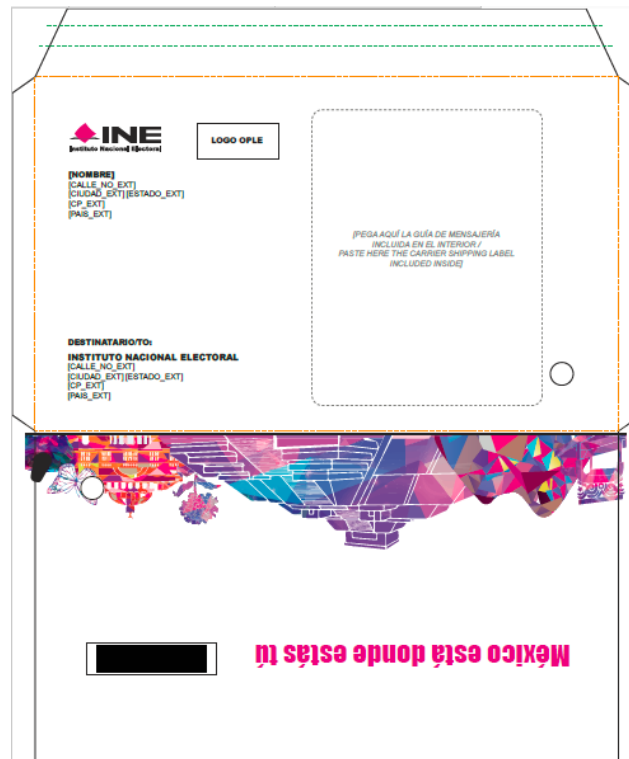 INE
Instituto Nacional Electoral
LOGO OPLE
[NOMBRE]
[CALLE_NO_EXT]
[CIUDAD_EXT] [ESTADO_EXT]
[CP_EXT]
[PAIS_EXT]
[PEGA AQUÍ LA GUÍA DE MENSAJERÍA
INCLUIDA EN EL INTERIOR /
PASTE HERE THE CARRIER SHIPPING LABEL
INCLUDED INSIDE]
DESTINATARIO/TO:
INSTITUTO NACIONAL ELECTORAL
[CALLE_NO_EXT]
[CIUDAD_EXT] [ESTADO_EXT]
[CP_EXT]
[PAIS_EXT]
México está donde estás tú